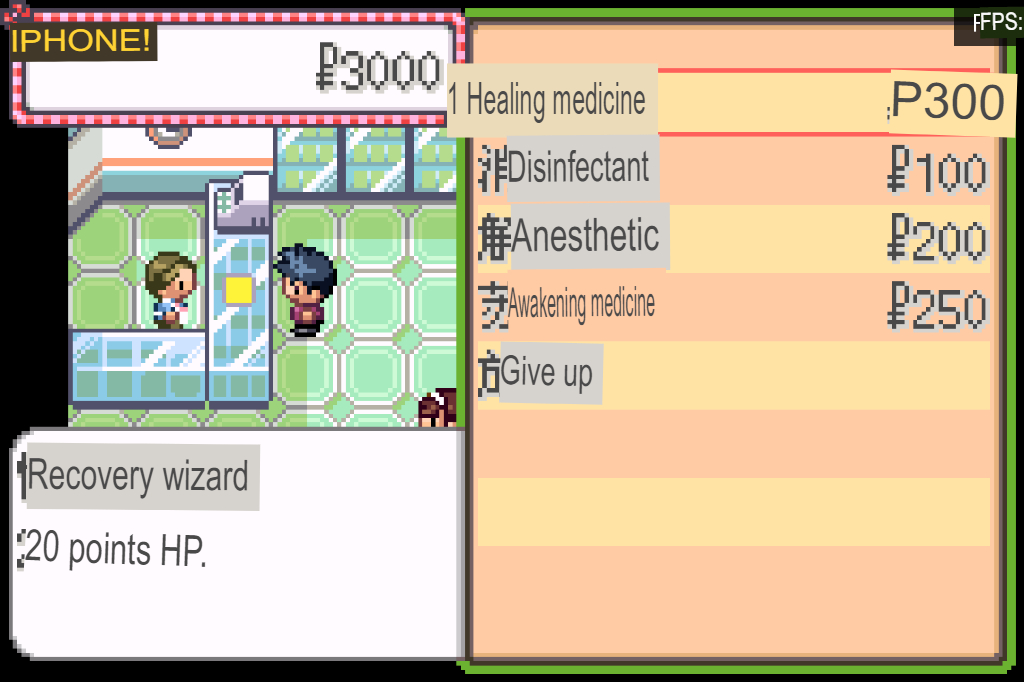 IPHONE!
₽3000
FPS:
1 Healing medicine P300
Disinfectant ₽100
Anesthetic ₽200
Awakening medicine ₽250
Give up
Recovery wizard
20 points HP.